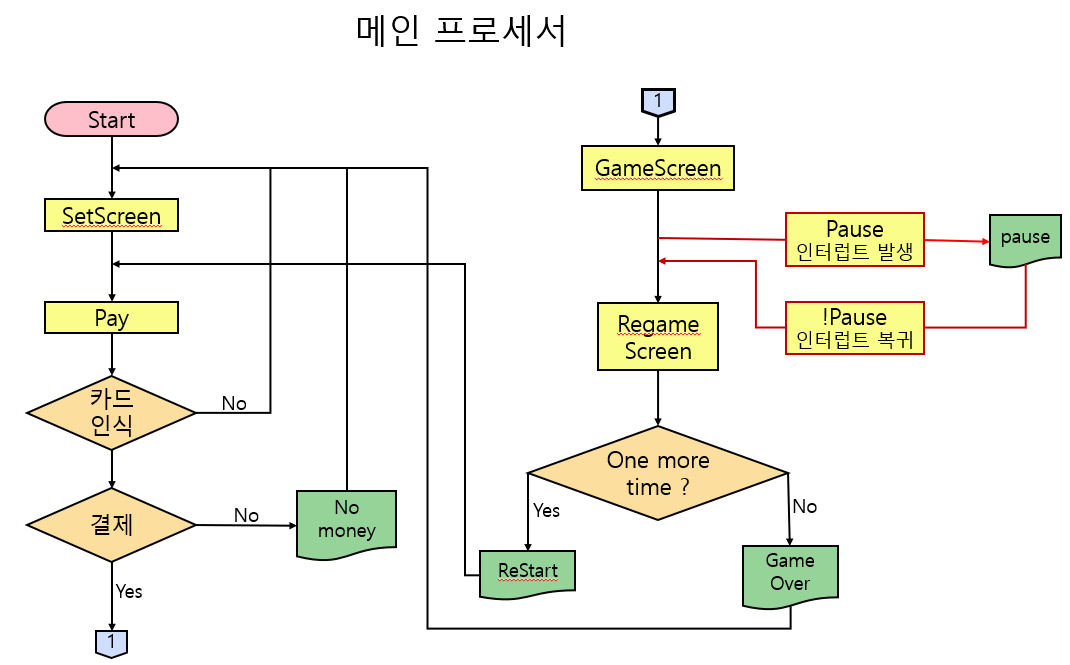 메인 프로세서
Start
SetScreen
Pay
카드
인식
No
결제
No
No
money
Yes
1
1
GameScreen
Pause
인터럽트 발생
pause
!Pause
인터럽트 복귀
Regame
Screen
One more
time ?
Yes
No
ReStart
Game
Over